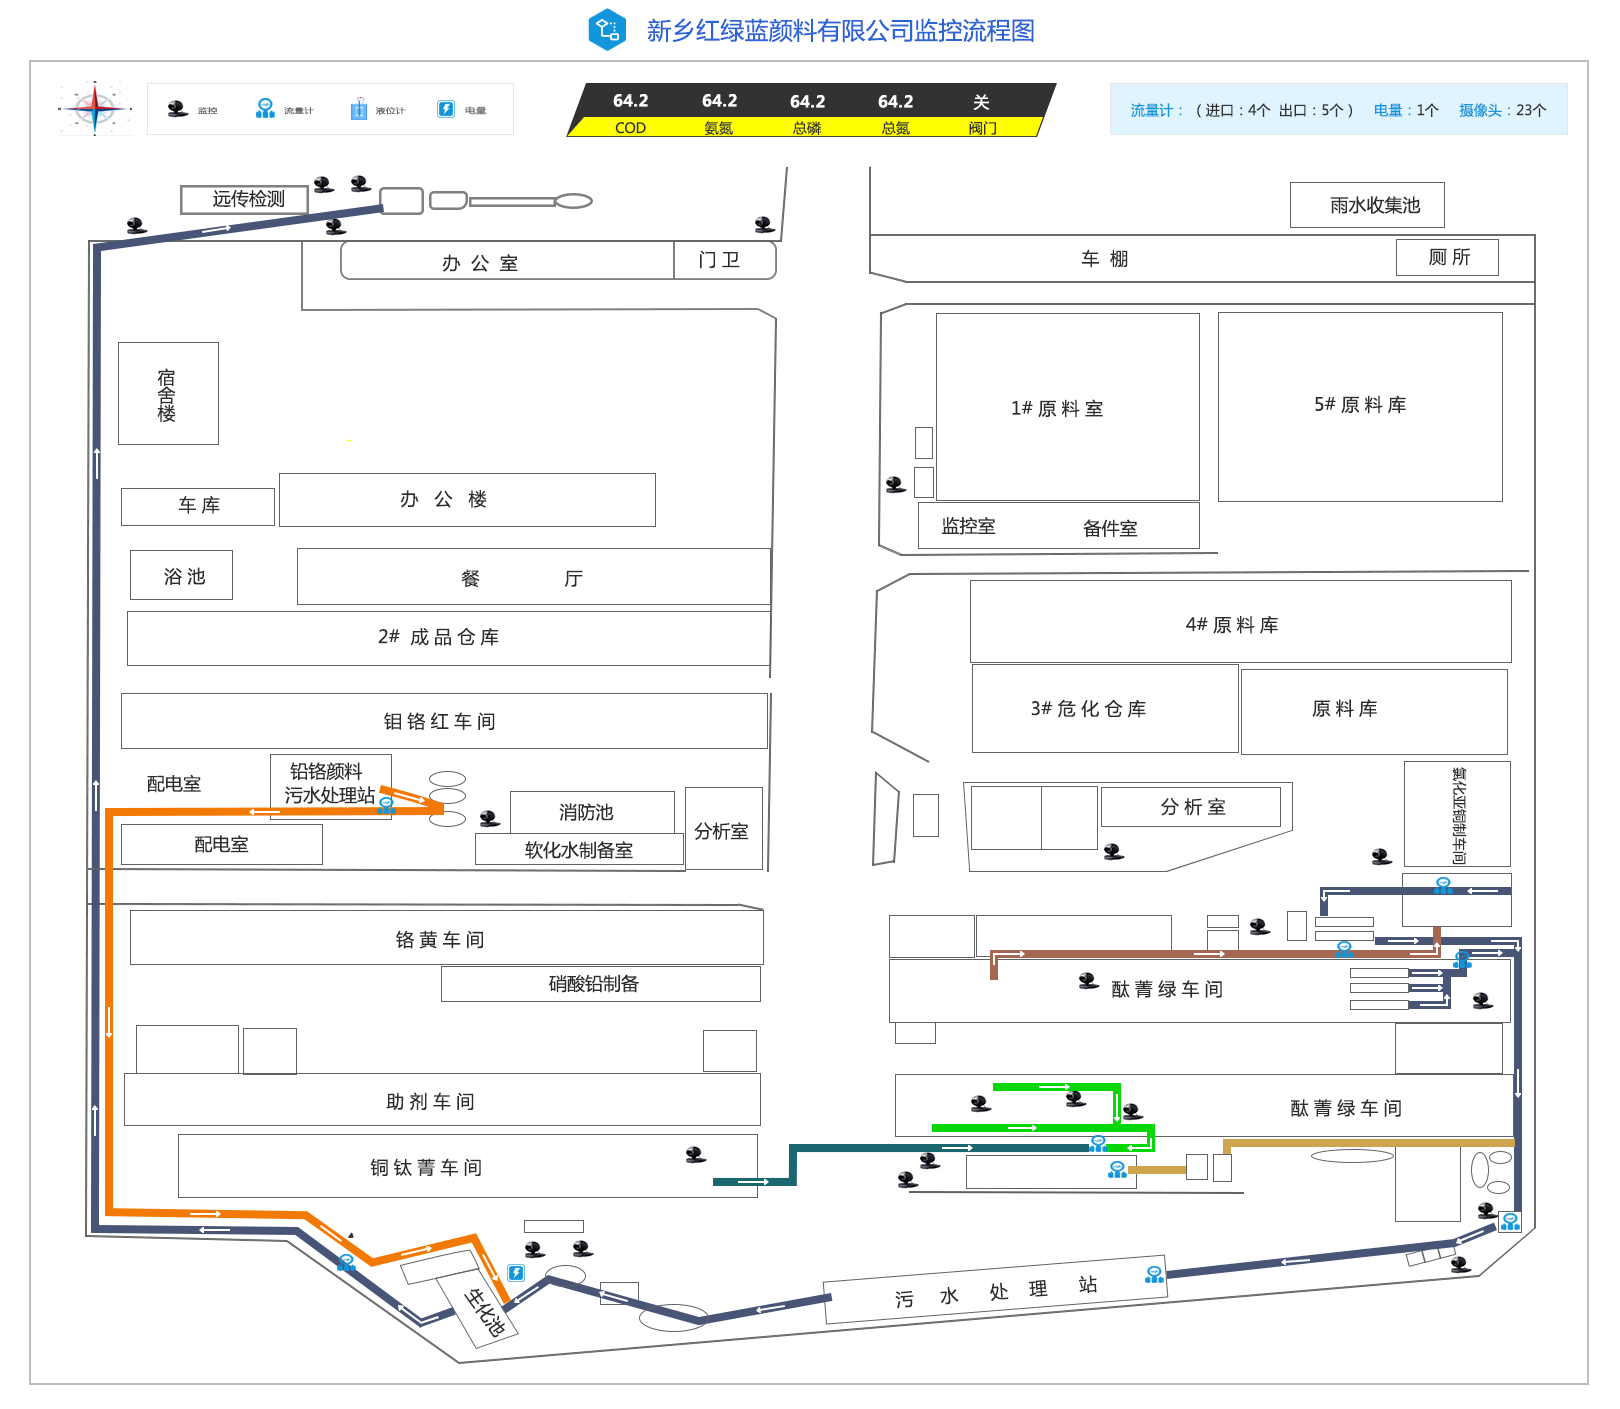 新乡红绿蓝颜料有限公司监控流程图
监控 流量计 液位计 电量
64.2 64.2 64.2 64.2 关
COD 氨氮 总磷 总氮 阀门
流量计： （ 进口：4个 出口：5个 ） 电量：1个 摄像头：23个
远传检测
雨水收集池
办 公 室
门 卫
车 棚
厕 所
宿舍楼
1# 原 料 室
5# 原 料 库
车 库
办 公 楼
监控室
备件室
浴 池
餐 厅
2# 成 品 仓 库
4# 原 料 库
钼 铬 红 车 间
3# 危 化 仓 库
原 料 库
配电室
铅铬颜料
污水处理站
氯化亚铜制车间
消防池
分析室
分 析 室
配电室
软化水制备室
铬 黄 车 间
硝酸铅制备
酞 菁 绿 车 间
助 剂 车 间
酞 菁 绿 车 间
铜 钛 菁 车 间
生化池
污 水 处 理 站